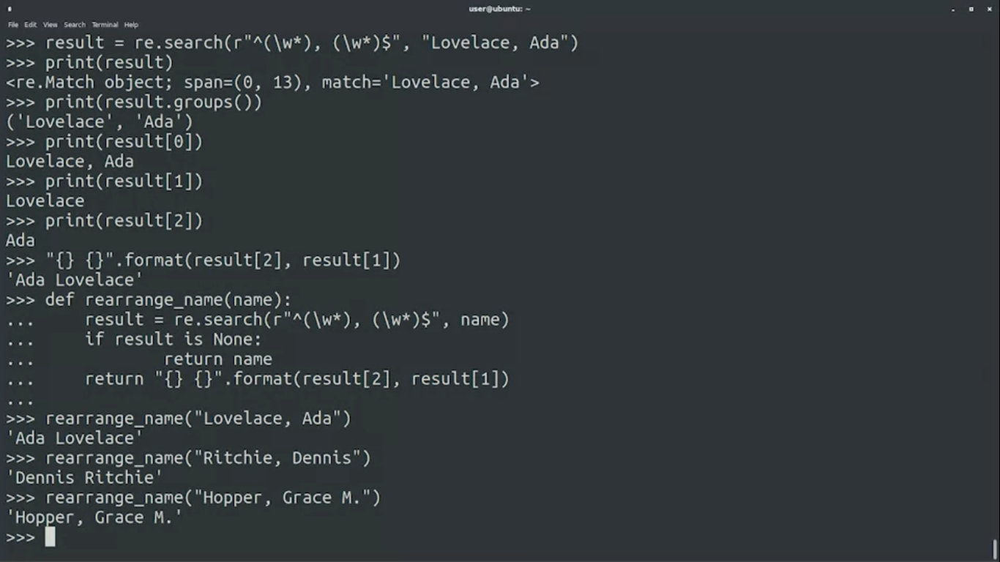 user@ubuntu: ~
File Edit View Search Terminal Help
>>> result = re.search(r"^(\w*), (\w*)$", "Lovelace, Ada")
>>> print(result)
<re.Match object; span=(0, 13), match='Lovelace, Ada'>
>>> print(result.groups())
('Lovelace', 'Ada')
>>> print(result[0])
Lovelace, Ada
>>> print(result[1])
Lovelace
>>> print(result[2])
Ada
>>> "{} {}".format(result[2], result[1])
'Ada Lovelace'
>>> def rearrange_name(name):
...     result = re.search(r"^(\w*), (\w*)$", name)
...     if result is None:
...             return name
...     return "{} {}".format(result[2], result[1])
...
>>> rearrange_name("Lovelace, Ada")
'Ada Lovelace'
>>> rearrange_name("Ritchie, Dennis")
'Dennis Ritchie'
>>> rearrange_name("Hopper, Grace M.")
'Hopper, Grace M.'
>>>